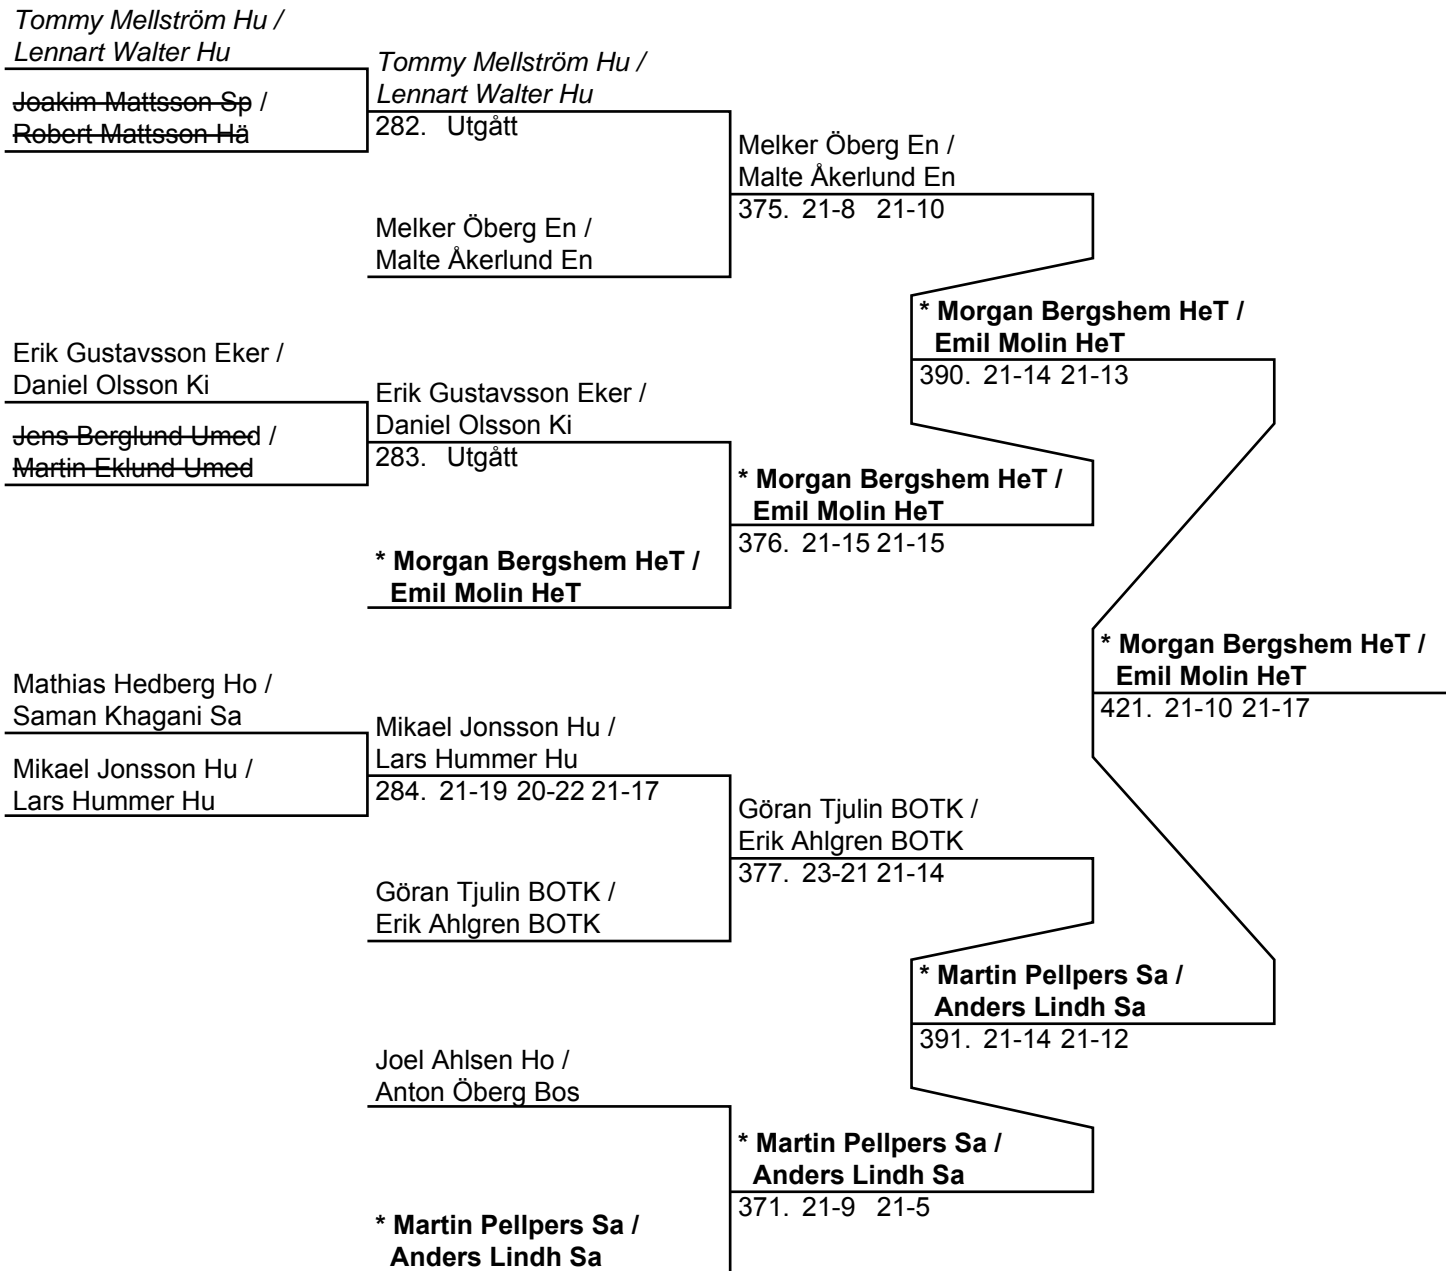 Tommy Mellström Hu /
Lennart Walter Hu
Joakim Mattsson Sp /
Robert Mattsson Hä
Tommy Mellström Hu /
Lennart Walter Hu
282. Utgått
Melker Öberg En /
Malte Åkerlund En
Melker Öberg En /
Malte Åkerlund En
375. 21-8 21-10
Erik Gustavsson Eker /
Daniel Olsson Ki
Jens Berglund Umed /
Martin Eklund Umed
Erik Gustavsson Eker /
Daniel Olsson Ki
283. Utgått
* Morgan Bergshem HeT /
Emil Molin HeT
* Morgan Bergshem HeT /
Emil Molin HeT
376. 21-15 21-15
* Morgan Bergshem HeT /
Emil Molin HeT
390. 21-14 21-13
Mathias Hedberg Ho /
Saman Khagani Sa
Mikael Jonsson Hu /
Lars Hummer Hu
Mikael Jonsson Hu /
Lars Hummer Hu
284. 21-19 20-22 21-17
Göran Tjulin BOTK /
Erik Ahlgren BOTK
Göran Tjulin BOTK /
Erik Ahlgren BOTK
377. 23-21 21-14
Joel Ahlsen Ho /
Anton Öberg Bos
* Martin Pellpers Sa /
Anders Lindh Sa
* Martin Pellpers Sa /
Anders Lindh Sa
371. 21-9 21-5
* Martin Pellpers Sa /
Anders Lindh Sa
391. 21-14 21-12
* Morgan Bergshem HeT /
Emil Molin HeT
421. 21-10 21-17